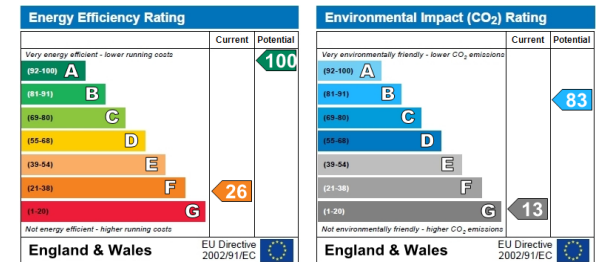 Energy Efficiency Rating
Current Potential
Very energy efficient - lower running costs
(92-100) A
100
(81-91) B
(69-80) C
(55-68) D
(39-54) E
(21-38) F
26
(1-20) G
Not energy efficient - higher running costs
England & Wales
EU Directive
2002/91/EC
Environmental Impact (CO₂) Rating
Current Potential
Very environmentally friendly - lower CO₂ emissions
(92-100) A
(81-91) B
83
(69-80) C
(55-68) D
(39-54) E
(21-38) F
(1-20) G
13
Not environmentally friendly - higher CO₂ emissions
England & Wales
EU Directive
2002/91/EC